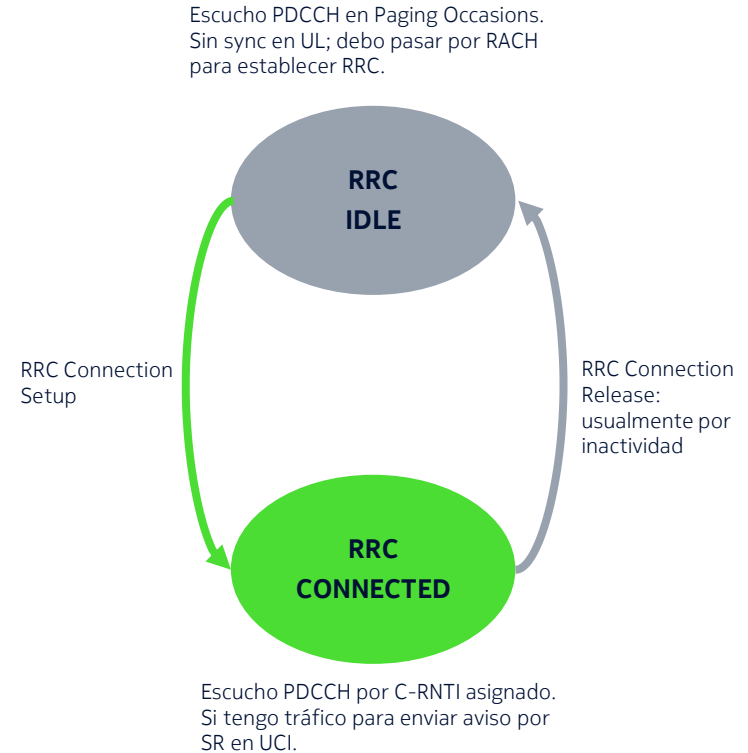 Escucho PDCCH en Paging Occasions.
Sin sync en UL; debo pasar por RACH
para establecer RRC.
RRC
IDLE
RRC Connection
Setup
RRC Connection
Release:
usualmente por
inactividad
RRC
CONNECTED
Escucho PDCCH por C-RNTI asignado.
Si tengo tráfico para enviar aviso por
SR en UCI.